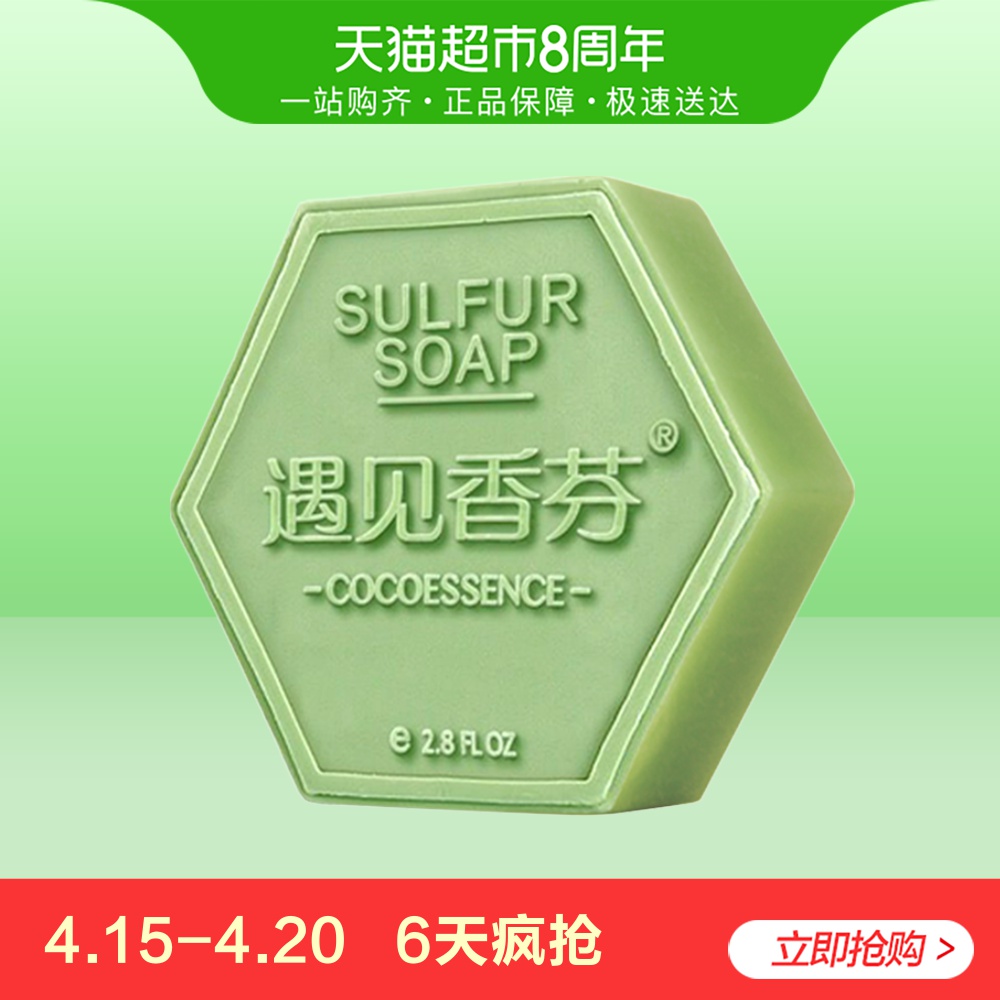 天猫超市8周年
一站购齐·正品保障·极速送达
SULFUR
SOAP
遇见香芬®
-COCOESSENCE-
e 2.8 FL OZ
4.15-4.20 6天疯抢
立即抢购 >